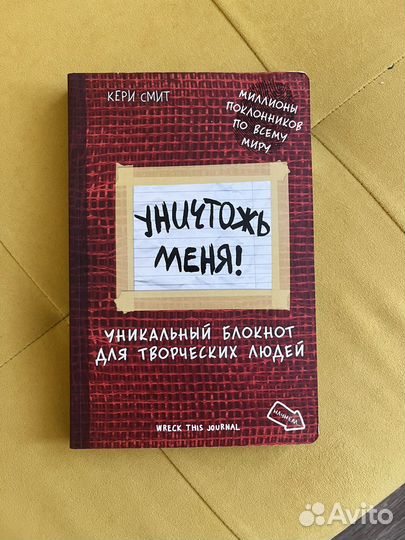 КЕРИ СМИТ
МИЛЛИОНЫ
ПОКЛОННИКОВ
ПО ВСЕМУ
МИРУ
УНИЧТОЖЬ
МЕНЯ!
УНИКАЛЬНЫЙ БЛОКНОТ
ДЛЯ ТВОРЧЕСКИХ ЛЮДЕЙ
WRECK THIS JOURNAL
Avito